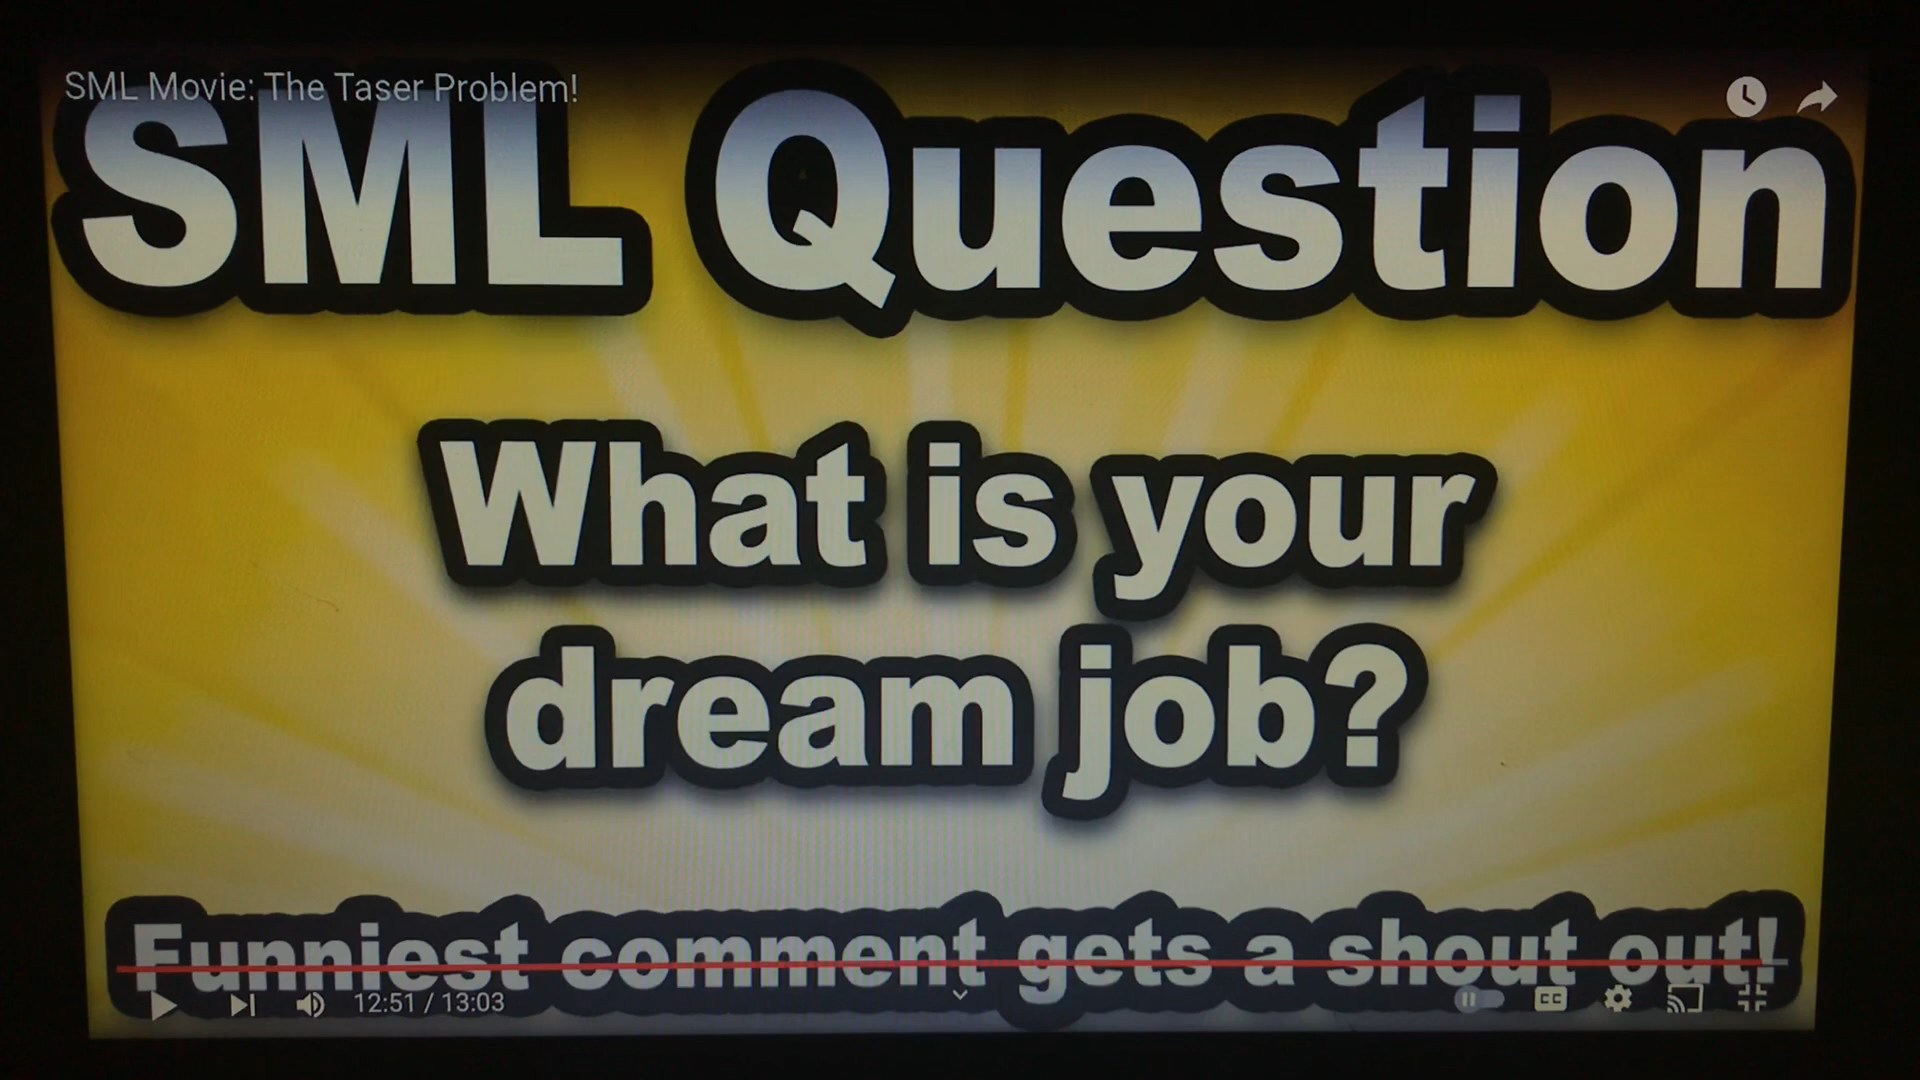 SML Movie: The Taser Problem!
SML Question
What is your
dream job?
Funniest comment gets a shout out!
12:51 / 13:03
CC